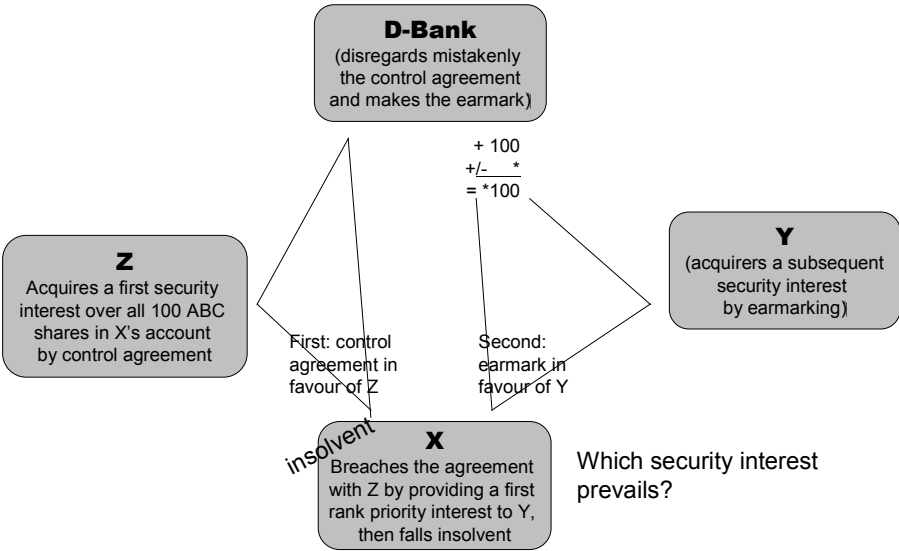 D-Bank
(disregards mistakenly
the control agreement
and makes the earmark)
+ 100
+/- *
= *100
Z
Acquires a first security
interest over all 100 ABC
shares in X's account
by control agreement
Y
(acquirers a subsequent
security interest
by earmarking)
First: control
agreement in
favour of Z
Second:
earmark in
favour of Y
insolvent
X
Breaches the agreement
with Z by providing a first
rank priority interest to Y,
then falls insolvent
Which security interest
prevails?